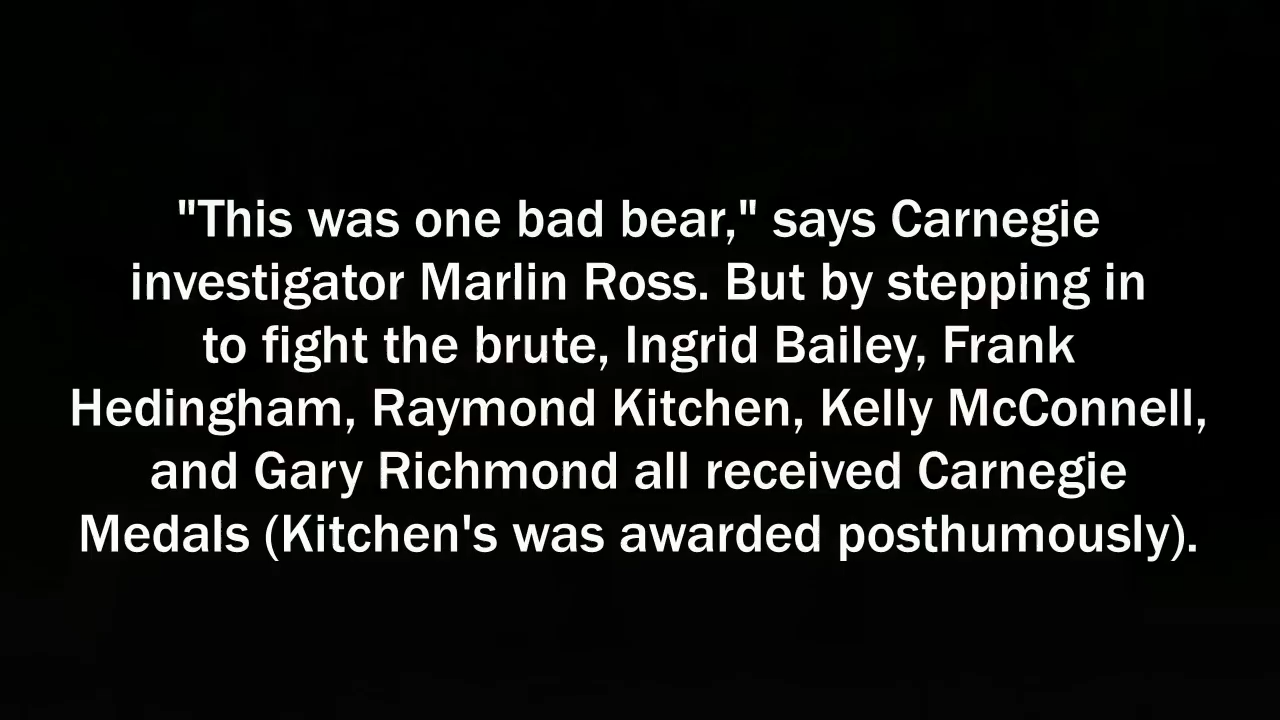 "This was one bad bear," says Carnegie
investigator Marlin Ross. But by stepping in
to fight the brute, Ingrid Bailey, Frank
Hedingham, Raymond Kitchen, Kelly McConnell,
and Gary Richmond all received Carnegie
Medals (Kitchen's was awarded posthumously).